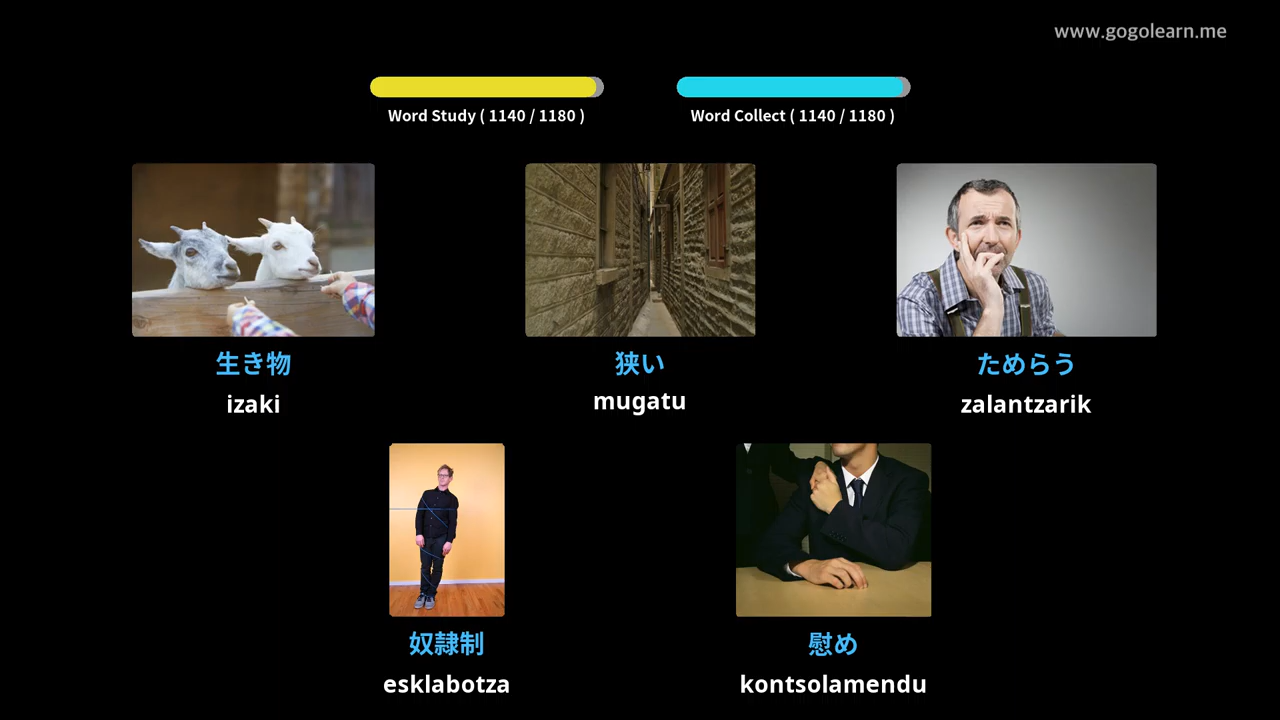 www.gogolearn.me
Word Study ( 1140 / 1180 )
Word Collect ( 1140 / 1180 )
生き物
izaki
狭い
mugatu
ためらう
zalantzarik
奴隷制
esklabotza
慰め
kontsolamendu